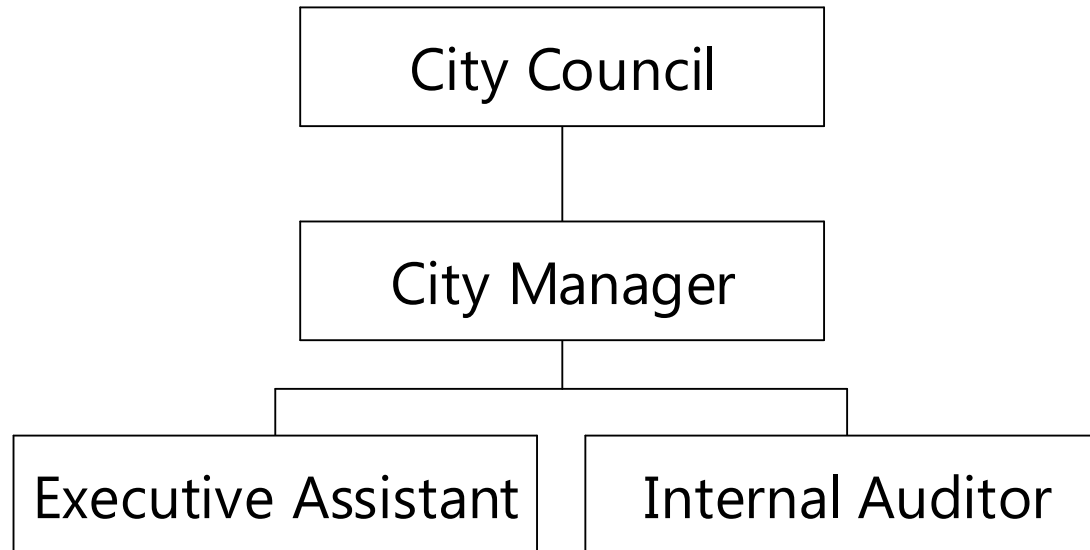 City Council
City Manager
Executive Assistant
Internal Auditor